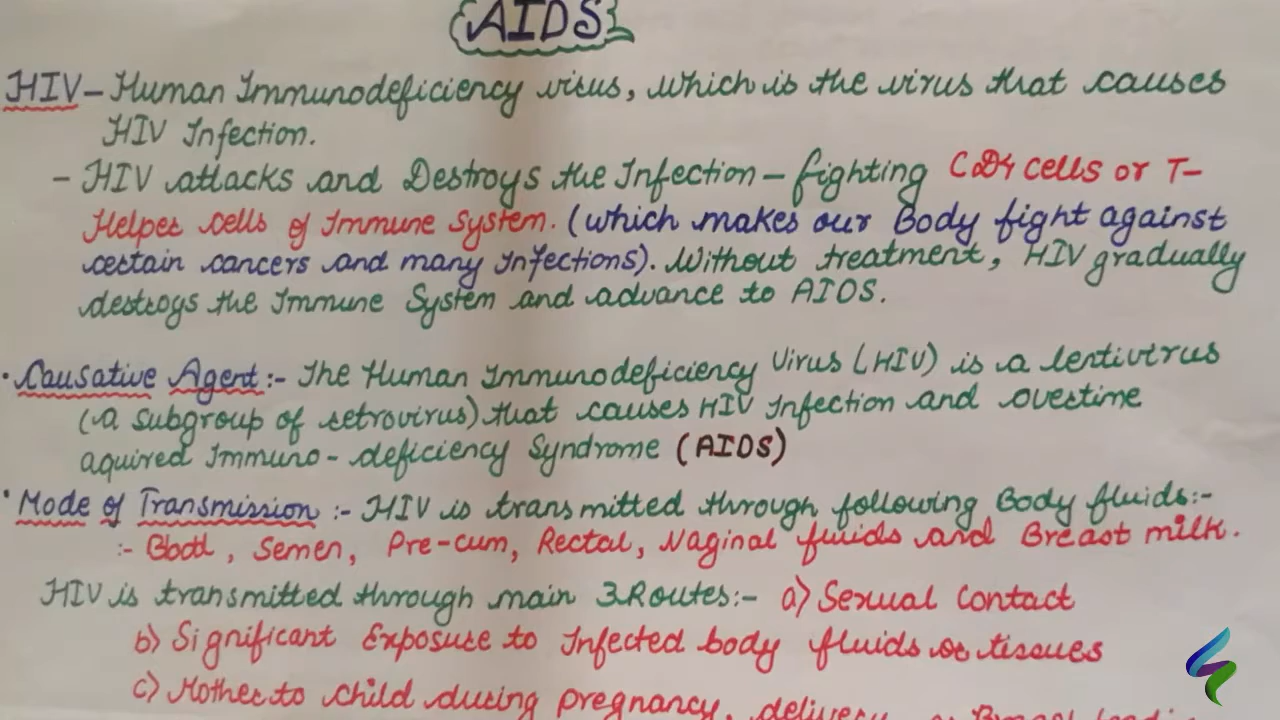 AIDS
HIV - Human Immunodeficiency virus, which is the virus that causes
HIV Infection.
- HIV attacks and Destroys the Infection - fighting CD4 cells or T-
Helper cells of Immune System. (which makes our Body fight against
certain cancers and many Infections). Without treatment, HIV gradually
destroys the Immune System and advance to AIDS.
· Causative Agent :- The Human Immunodeficiency Virus (HIV) is a lentivirus
(a subgroup of retrovirus) that causes HIV Infection and overtime
aquired Immuno - deficiency Syndrome (AIDS)
· Mode of Transmission :- HIV is transmitted through following Body fluids:-
:- Blood, Semen, Pre-cum, Rectal, Vaginal fluids and Breast milk.
HIV is transmitted through main 3 Routes:- a) Sexual Contact
b) Significant Exposure to Infected body fluids or tissues
c) Mother to child during pregnancy, delivery